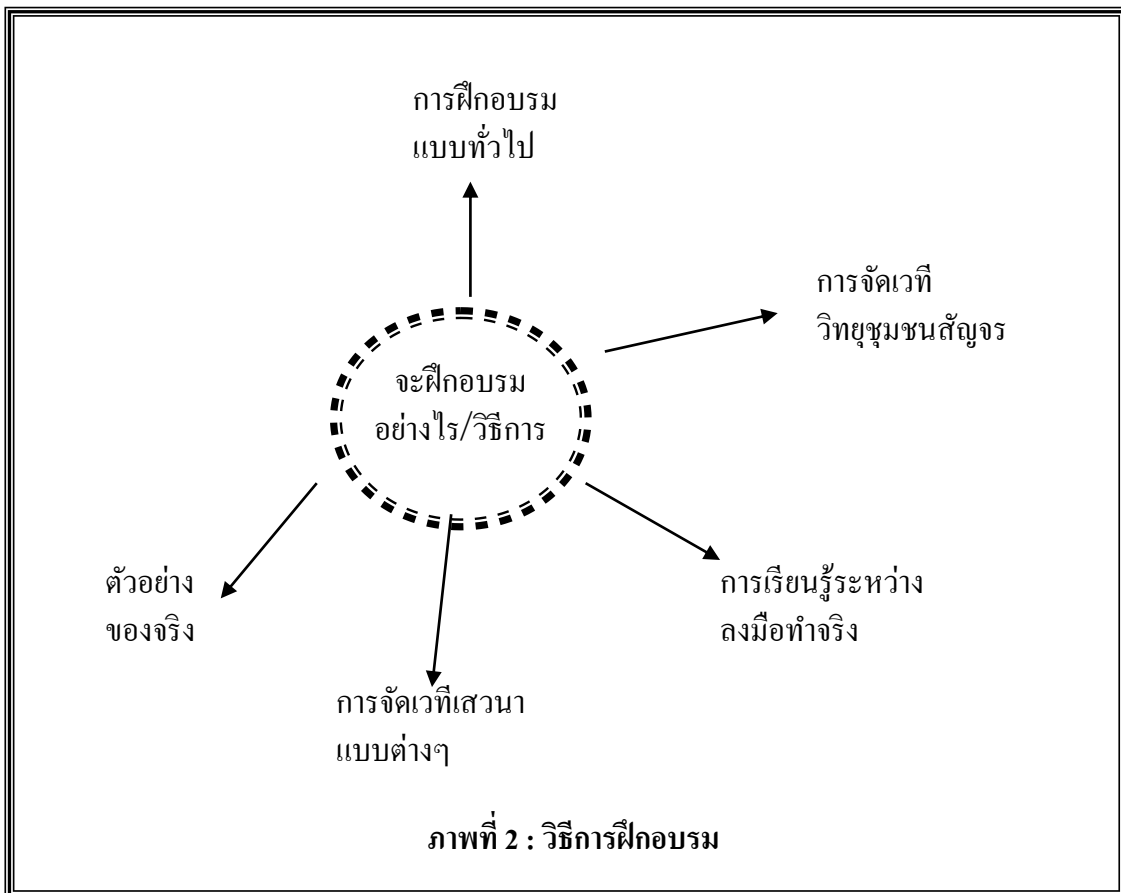 การฝึกอบรม
แบบทั่วไป
การจัดเวที
วิทยุชุมชนสัญจร
จะฝึกอบรม
อย่างไร/วิธีการ
ตัวอย่าง
ของจริง
การเรียนรู้ระหว่าง
ลงมือทำจริง
การจัดเวทีเสวนา
แบบต่างๆ
ภาพที่ 2 : วิธีการฝึกอบรม